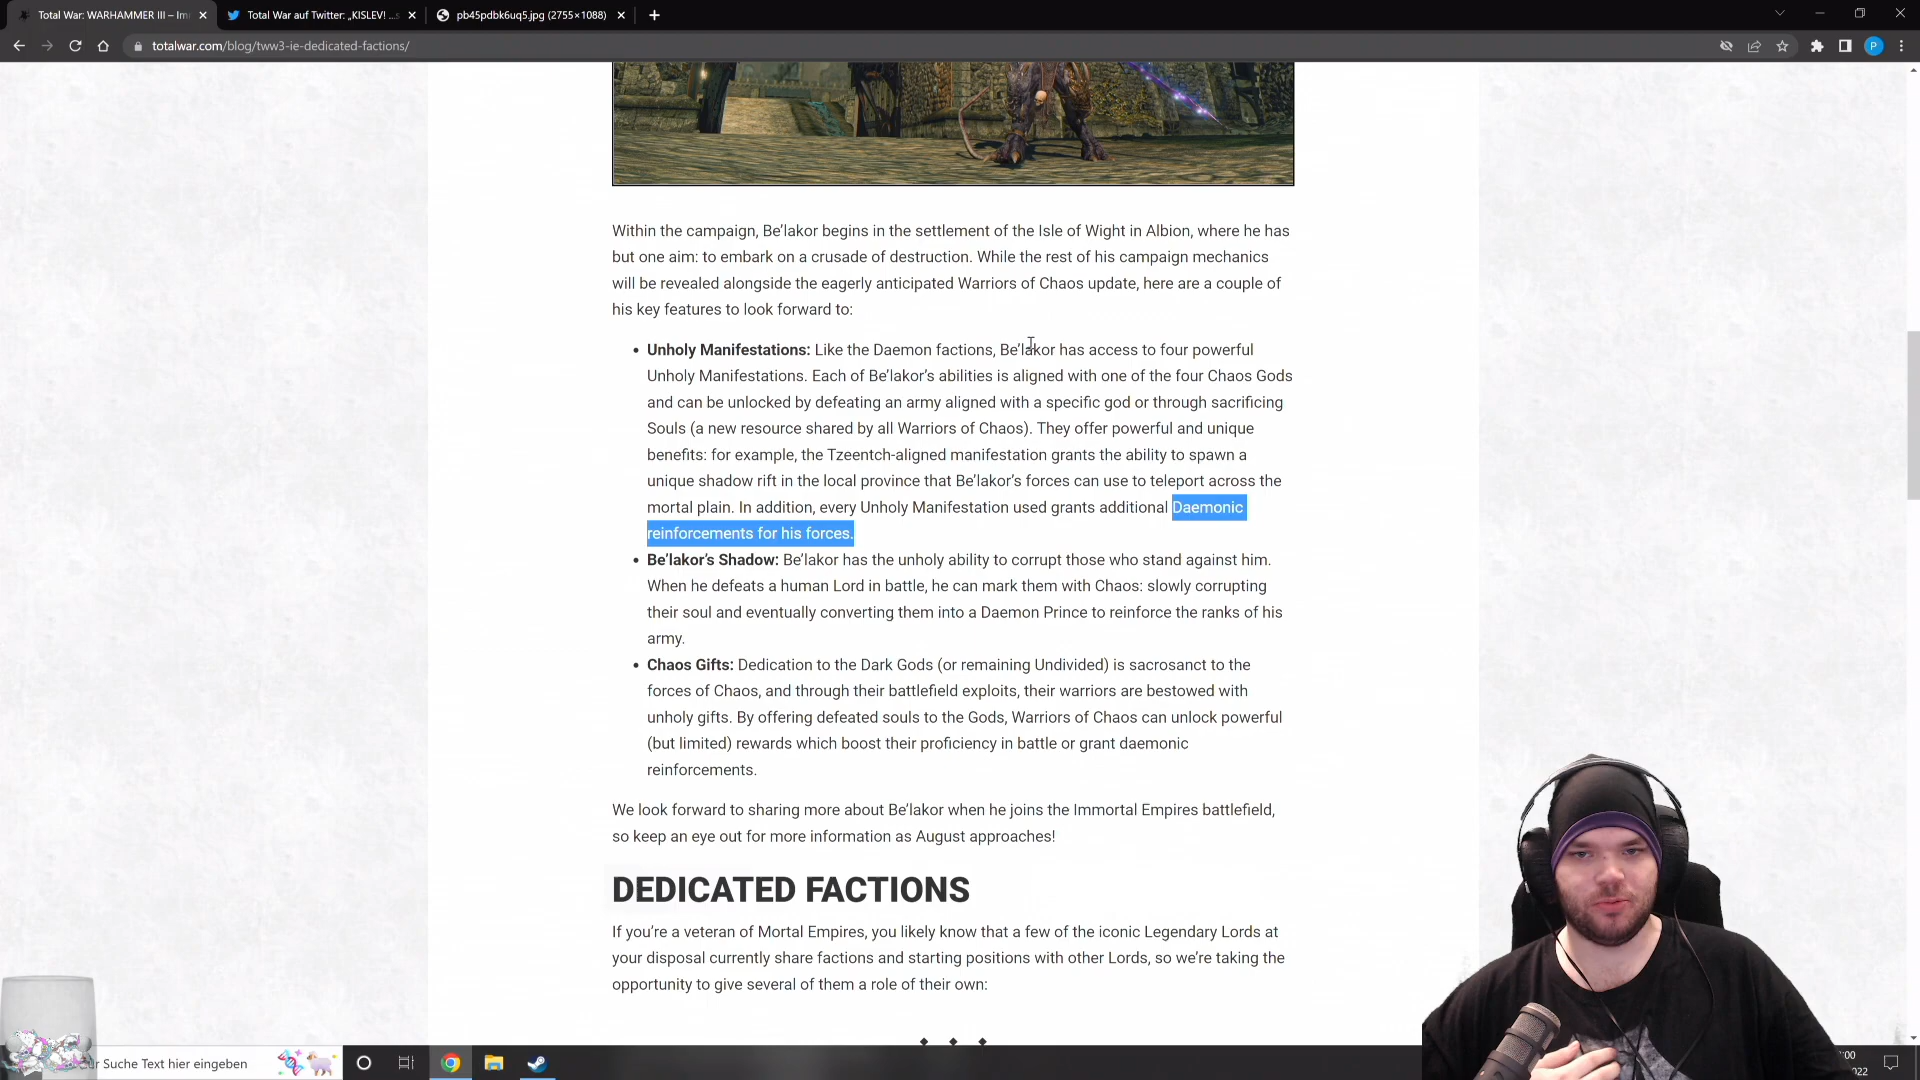 Total War: WARHAMMER III – Im
Total War auf Twitter: „KISLEV! ...s
pb45pdbk6uq5.jpg (2755×1088)
totalwar.com/blog/tww3-ie-dedicated-factions/
P
Within the campaign, Be’lakor begins in the settlement of the Isle of Wight in Albion, where he has
but one aim: to embark on a crusade of destruction. While the rest of his campaign mechanics
will be revealed alongside the eagerly anticipated Warriors of Chaos update, here are a couple of
his key features to look forward to:
• Unholy Manifestations: Like the Daemon factions, Be’lakor has access to four powerful
Unholy Manifestations. Each of Be’lakor’s abilities is aligned with one of the four Chaos Gods
and can be unlocked by defeating an army aligned with a specific god or through sacrificing
Souls (a new resource shared by all Warriors of Chaos). They offer powerful and unique
benefits: for example, the Tzeentch-aligned manifestation grants the ability to spawn a
unique shadow rift in the local province that Be’lakor’s forces can use to teleport across the
mortal plain. In addition, every Unholy Manifestation used grants additional Daemonic
reinforcements for his forces.
• Be’lakor’s Shadow: Be’lakor has the unholy ability to corrupt those who stand against him.
When he defeats a human Lord in battle, he can mark them with Chaos: slowly corrupting
their soul and eventually converting them into a Daemon Prince to reinforce the ranks of his
army.
• Chaos Gifts: Dedication to the Dark Gods (or remaining Undivided) is sacrosanct to the
forces of Chaos, and through their battlefield exploits, their warriors are bestowed with
unholy gifts. By offering defeated souls to the Gods, Warriors of Chaos can unlock powerful
(but limited) rewards which boost their proficiency in battle or grant daemonic
reinforcements.
We look forward to sharing more about Be’lakor when he joins the Immortal Empires battlefield,
so keep an eye out for more information as August approaches!
DEDICATED FACTIONS
If you’re a veteran of Mortal Empires, you likely know that a few of the iconic Legendary Lords at
your disposal currently share factions and starting positions with other Lords, so we’re taking the
opportunity to give several of them a role of their own:
ur Suche Text hier eingeben
:00
2022